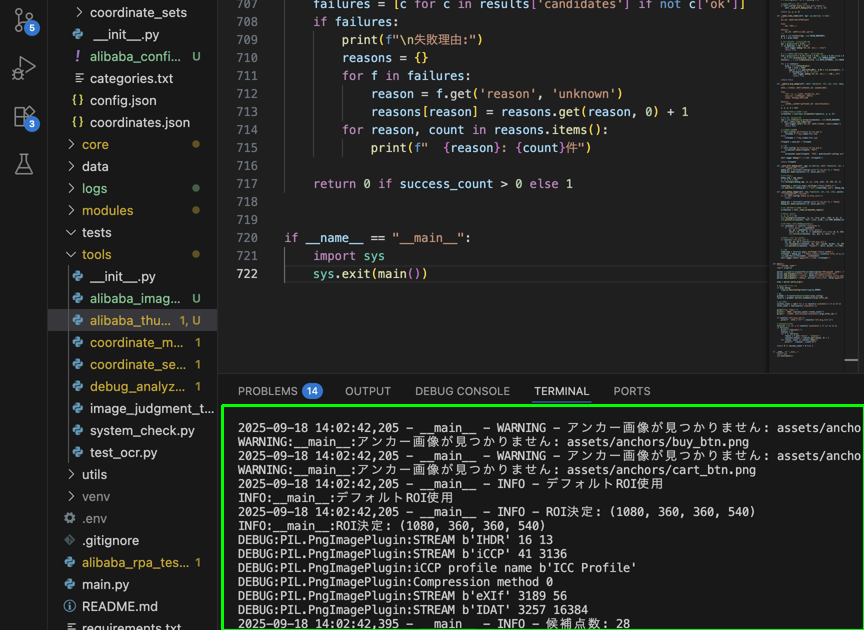 5
3
coordinate_sets
__init__.py
! alibaba_confi... U
categories.txt
{} config.json
{} coordinates.json
core
data
logs
modules
tests
tools
__init__.py
alibaba_imag... U
alibaba_thu... 1, U
coordinate_m... 1
coordinate_se... 1
debug_analyz... 1
image_judgment_t...
system_check.py
test_ocr.py
utils
venv
.env
.gitignore
alibaba_rpa_tes... 1
main.py
README.md
requirements.txt
707 failures = [c for c in results['candidates'] if not c['ok']]
708 if failures:
709 print(f"\n失敗理由:")
710 reasons = {}
711 for f in failures:
712 reason = f.get('reason', 'unknown')
713 reasons[reason] = reasons.get(reason, 0) + 1
714 for reason, count in reasons.items():
715 print(f"  {reason}: {count}件")
716
717 return 0 if success_count > 0 else 1
718
719
720 if __name__ == "__main__":
721 import sys
722 sys.exit(main())
PROBLEMS 14 OUTPUT DEBUG CONSOLE TERMINAL PORTS
2025-09-18 14:02:42,205 - __main__ - WARNING - アンカー画像が見つかりません: assets/ancho
WARNING:__main__:アンカー画像が見つかりません: assets/anchors/buy_btn.png
2025-09-18 14:02:42,205 - __main__ - WARNING - アンカー画像が見つかりません: assets/ancho
WARNING:__main__:アンカー画像が見つかりません: assets/anchors/cart_btn.png
2025-09-18 14:02:42,205 - __main__ - INFO - デフォルトROI使用
INFO:__main__:デフォルトROI使用
2025-09-18 14:02:42,205 - __main__ - INFO - ROI決定: (1080, 360, 360, 540)
INFO:__main__:ROI決定: (1080, 360, 360, 540)
DEBUG:PIL.PngImagePlugin:STREAM b'IHDR' 16 13
DEBUG:PIL.PngImagePlugin:STREAM b'iCCP' 41 3136
DEBUG:PIL.PngImagePlugin:iCCP profile name b'ICC Profile'
DEBUG:PIL.PngImagePlugin:Compression method 0
DEBUG:PIL.PngImagePlugin:STREAM b'eXIf' 3189 56
DEBUG:PIL.PngImagePlugin:STREAM b'IDAT' 3257 16384
2025-09-18 14:02:42,395 - __main__ - INFO - 候補点数: 28